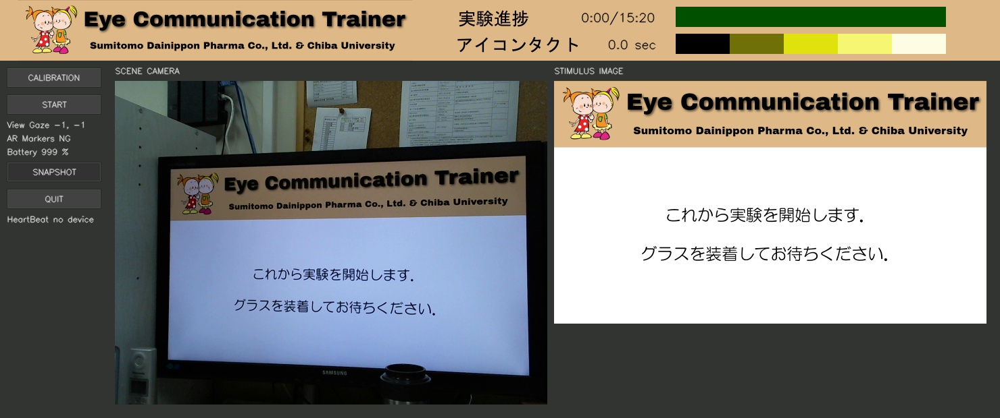 Eye Communication Trainer
Sumitomo Dainippon Pharma Co., Ltd. & Chiba University
実験進捗 0:00/15:20
アイコンタクト 0.0 sec
CALIBRATION
START
View Gaze -1, -1
AR Markers NG
Battery 999 %
SNAPSHOT
QUIT
HeartBeat no device
SCENE CAMERA
Eye Communication Trainer
Sumitomo Dainippon Pharma Co., Ltd. & Chiba University
これから実験を開始します.
グラスを装着してお待ちください.
SAMSUNG
STIMULUS IMAGE
Eye Communication Trainer
Sumitomo Dainippon Pharma Co., Ltd. & Chiba University
これから実験を開始します.
グラスを装着してお待ちください.